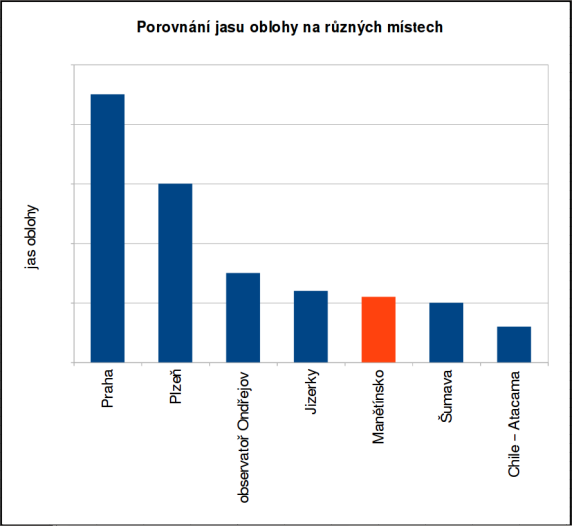 Porovnání jasu oblohy na různých místech
jas oblohy
Praha
Plzeň
observatoř Ondřejov
Jizerky
Manětínsko
Šumava
Chile – Atacama